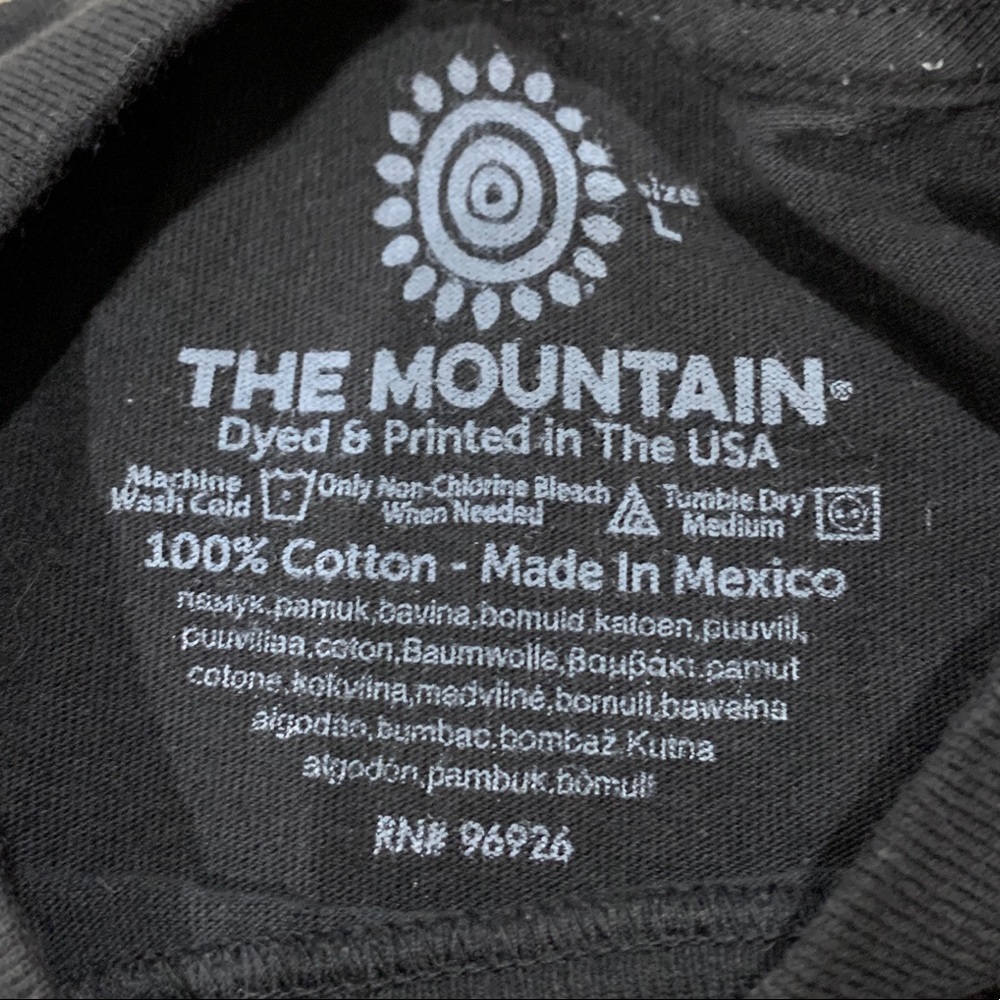 size
L
THE MOUNTAIN®
Dyed & Printed in The USA
Machine Wash Cold
Only Non-Chlorine Bleach When Needed
Tumble Dry Medium
100% Cotton - Made In Mexico
памук,pamuk,bavlna,bomuld,katoen,puuvill,
puuvillaa,coton,Baumwolle,βαμβάκι,pamut
cotone,kokvilna,medvilnė,bomull,bawełna
algodão,bumbac,bombaž,Kutna
algodón,pambuk,bomull
RN# 96926